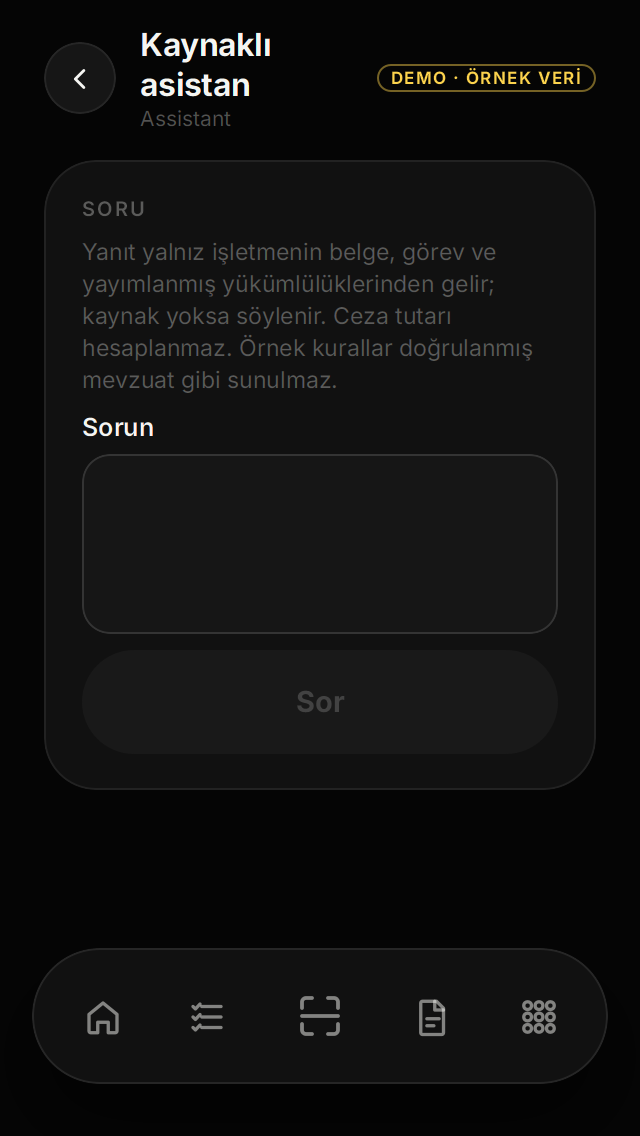 Kaynaklı
asistan
Assistant
DEMO · ÖRNEK VERİ
SORU
Yanıt yalnız işletmenin belge, görev ve
yayımlanmış yükümlülüklerinden gelir;
kaynak yoksa söylenir. Ceza tutarı
hesaplanmaz. Örnek kurallar doğrulanmış
mevzuat gibi sunulmaz.
Sorun
Sor